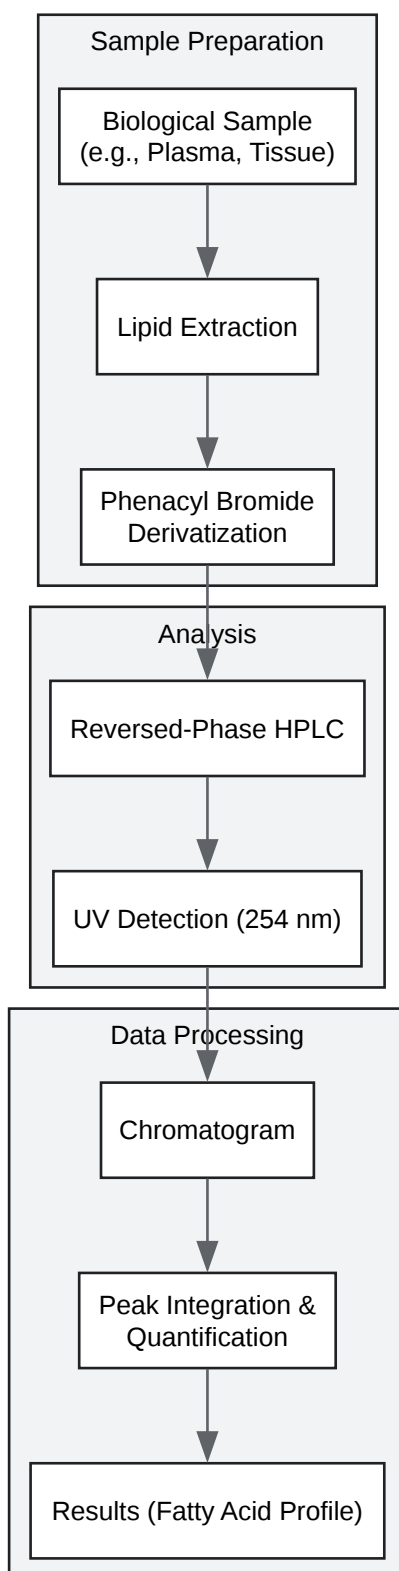 Sample Preparation
Biological Sample
(e.g., Plasma, Tissue)
Lipid Extraction
Phenacyl Bromide
Derivatization
Analysis
Reversed-Phase HPLC
UV Detection (254 nm)
Data Processing
Chromatogram
Peak Integration &
Quantification
Results (Fatty Acid Profile)